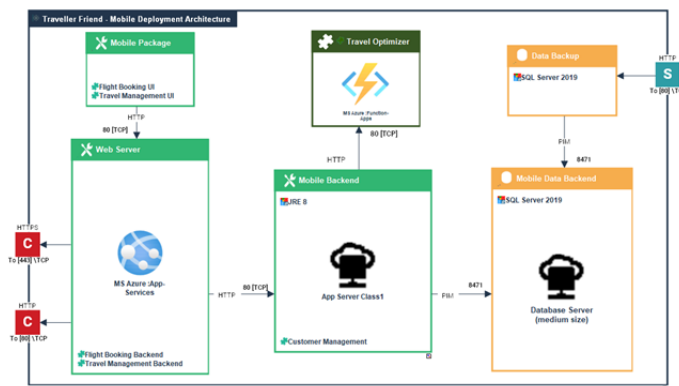 Traveller Friend - Mobile Deployment Architecture
Mobile Package
Flight Booking UI
Travel Management UI
HTTP
80 [TCP]
Travel Optimizer
MS Azure :Function-
Apps
80 [TCP]
HTTP
Data Backup
SQL Server 2019
HTTP
S
To [80] \TC
PIM
8471
Web Server
MS Azure :App-
Services
Flight Booking Backend
Travel Management Backend
HTTPS
C
To [443] \TCP
HTTP
C
To [80] \TCP
80 [TCP]
HTTP
Mobile Backend
JRE 8
App Server Class1
Customer Management
8471
PIM
Mobile Data Backend
SQL Server 2019
Database Server
(medium size)